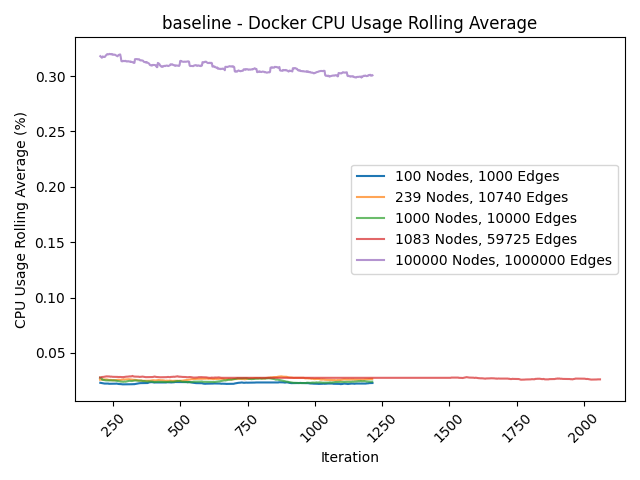 baseline - Docker CPU Usage Rolling Average
CPU Usage Rolling Average (%)
0.30
0.25
0.20
0.15
0.10
0.05
100 Nodes, 1000 Edges
239 Nodes, 10740 Edges
1000 Nodes, 10000 Edges
1083 Nodes, 59725 Edges
100000 Nodes, 1000000 Edges
250
500
750
1000
1250
1500
1750
2000
Iteration